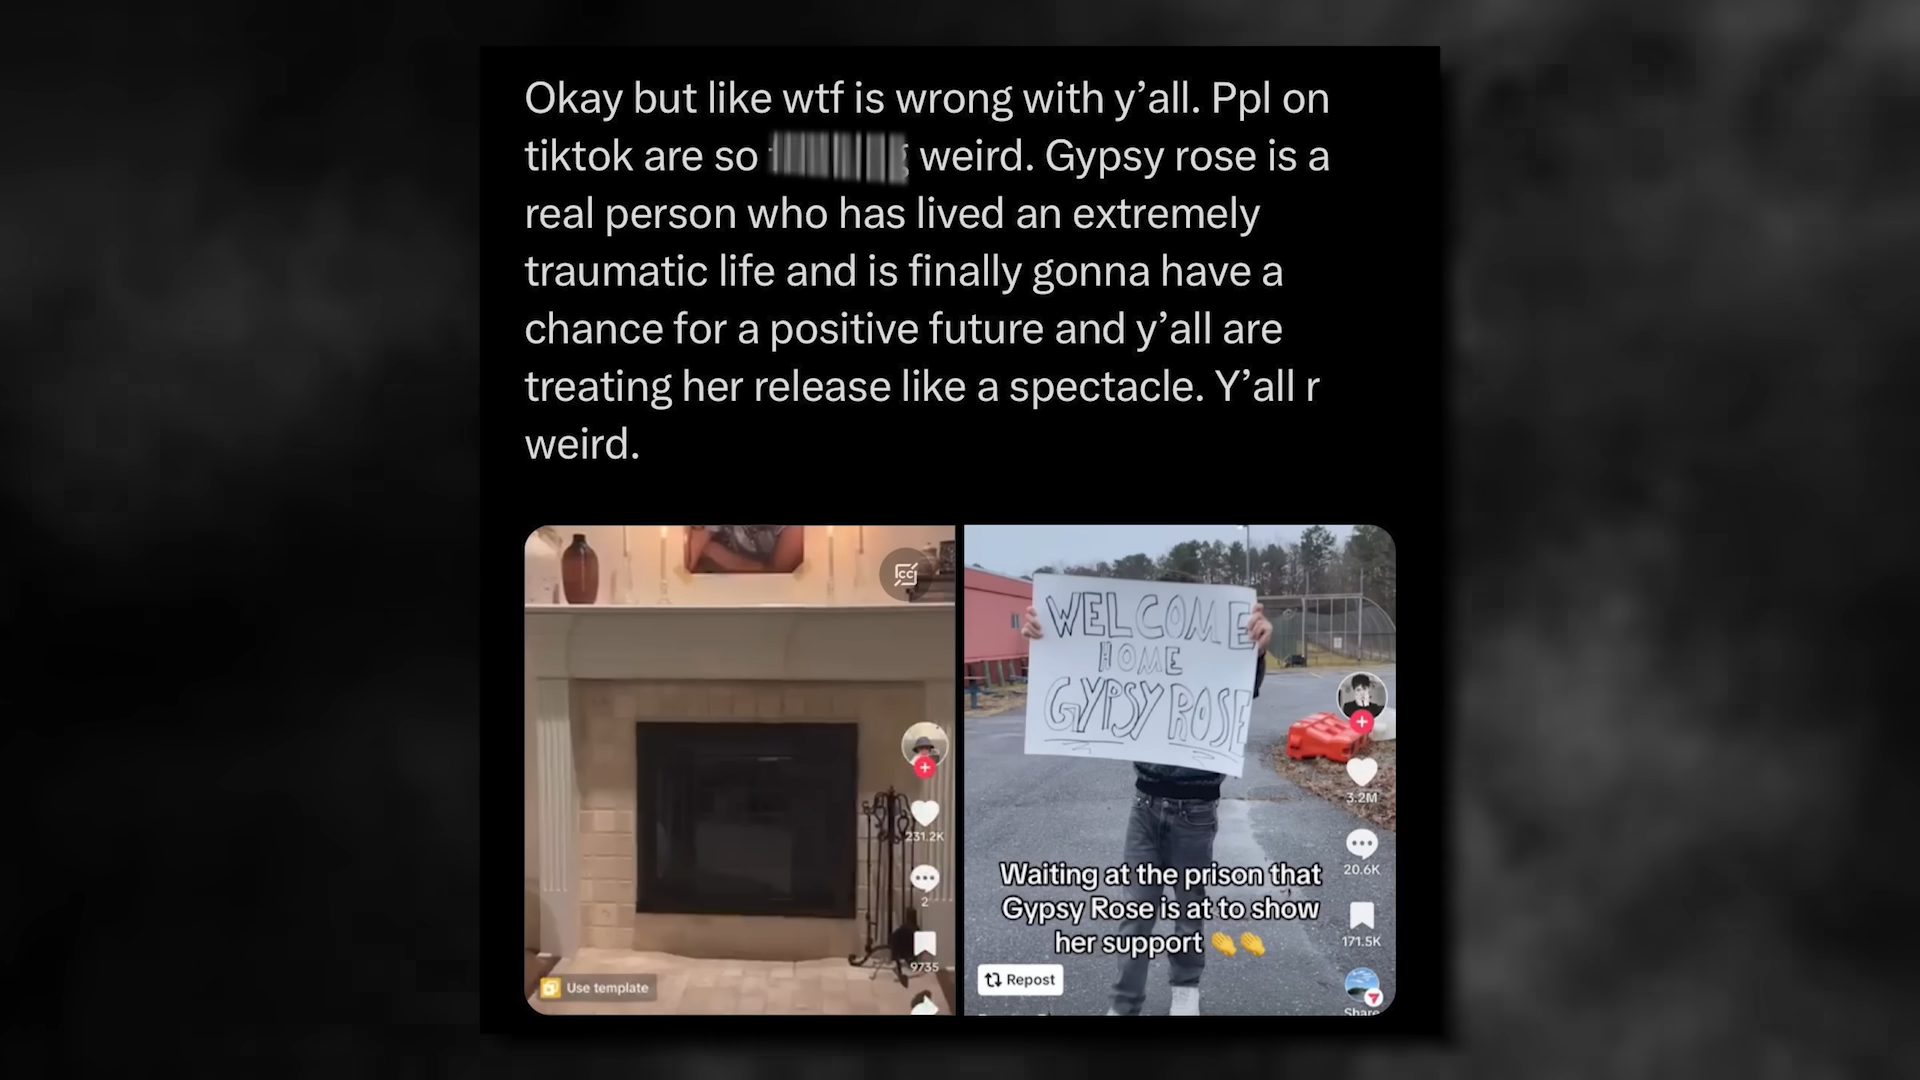 Okay but like wtf is wrong with y’all. Ppl on
tiktok are so weird. Gypsy rose is a
real person who has lived an extremely
traumatic life and is finally gonna have a
chance for a positive future and y’all are
treating her release like a spectacle. Y’all r
weird.
CC
231.2K
2
9735
Use template
WELCOME
HOME
GYPSY ROSE
3.2M
20.6K
171.5K
Waiting at the prison that
Gypsy Rose is at to show
her support 👏👏
Repost
Share